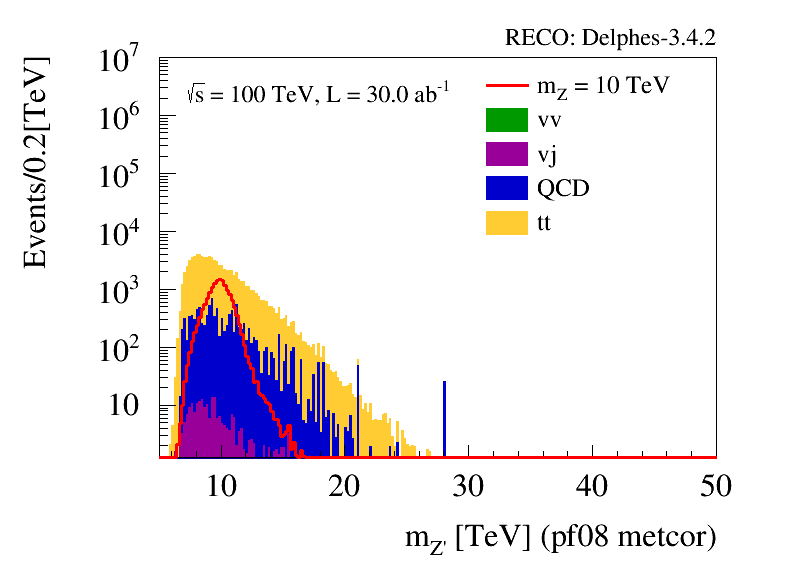 RECO: Delphes-3.4.2
Events/0.2[TeV]
10⁷
10⁶
10⁵
10⁴
10³
10²
10
√s = 100 TeV, L = 30.0 ab⁻¹
m_Z = 10 TeV
vv
vj
QCD
tt
10 20 30 40 50
m_Z' [TeV] (pf08 metcor)